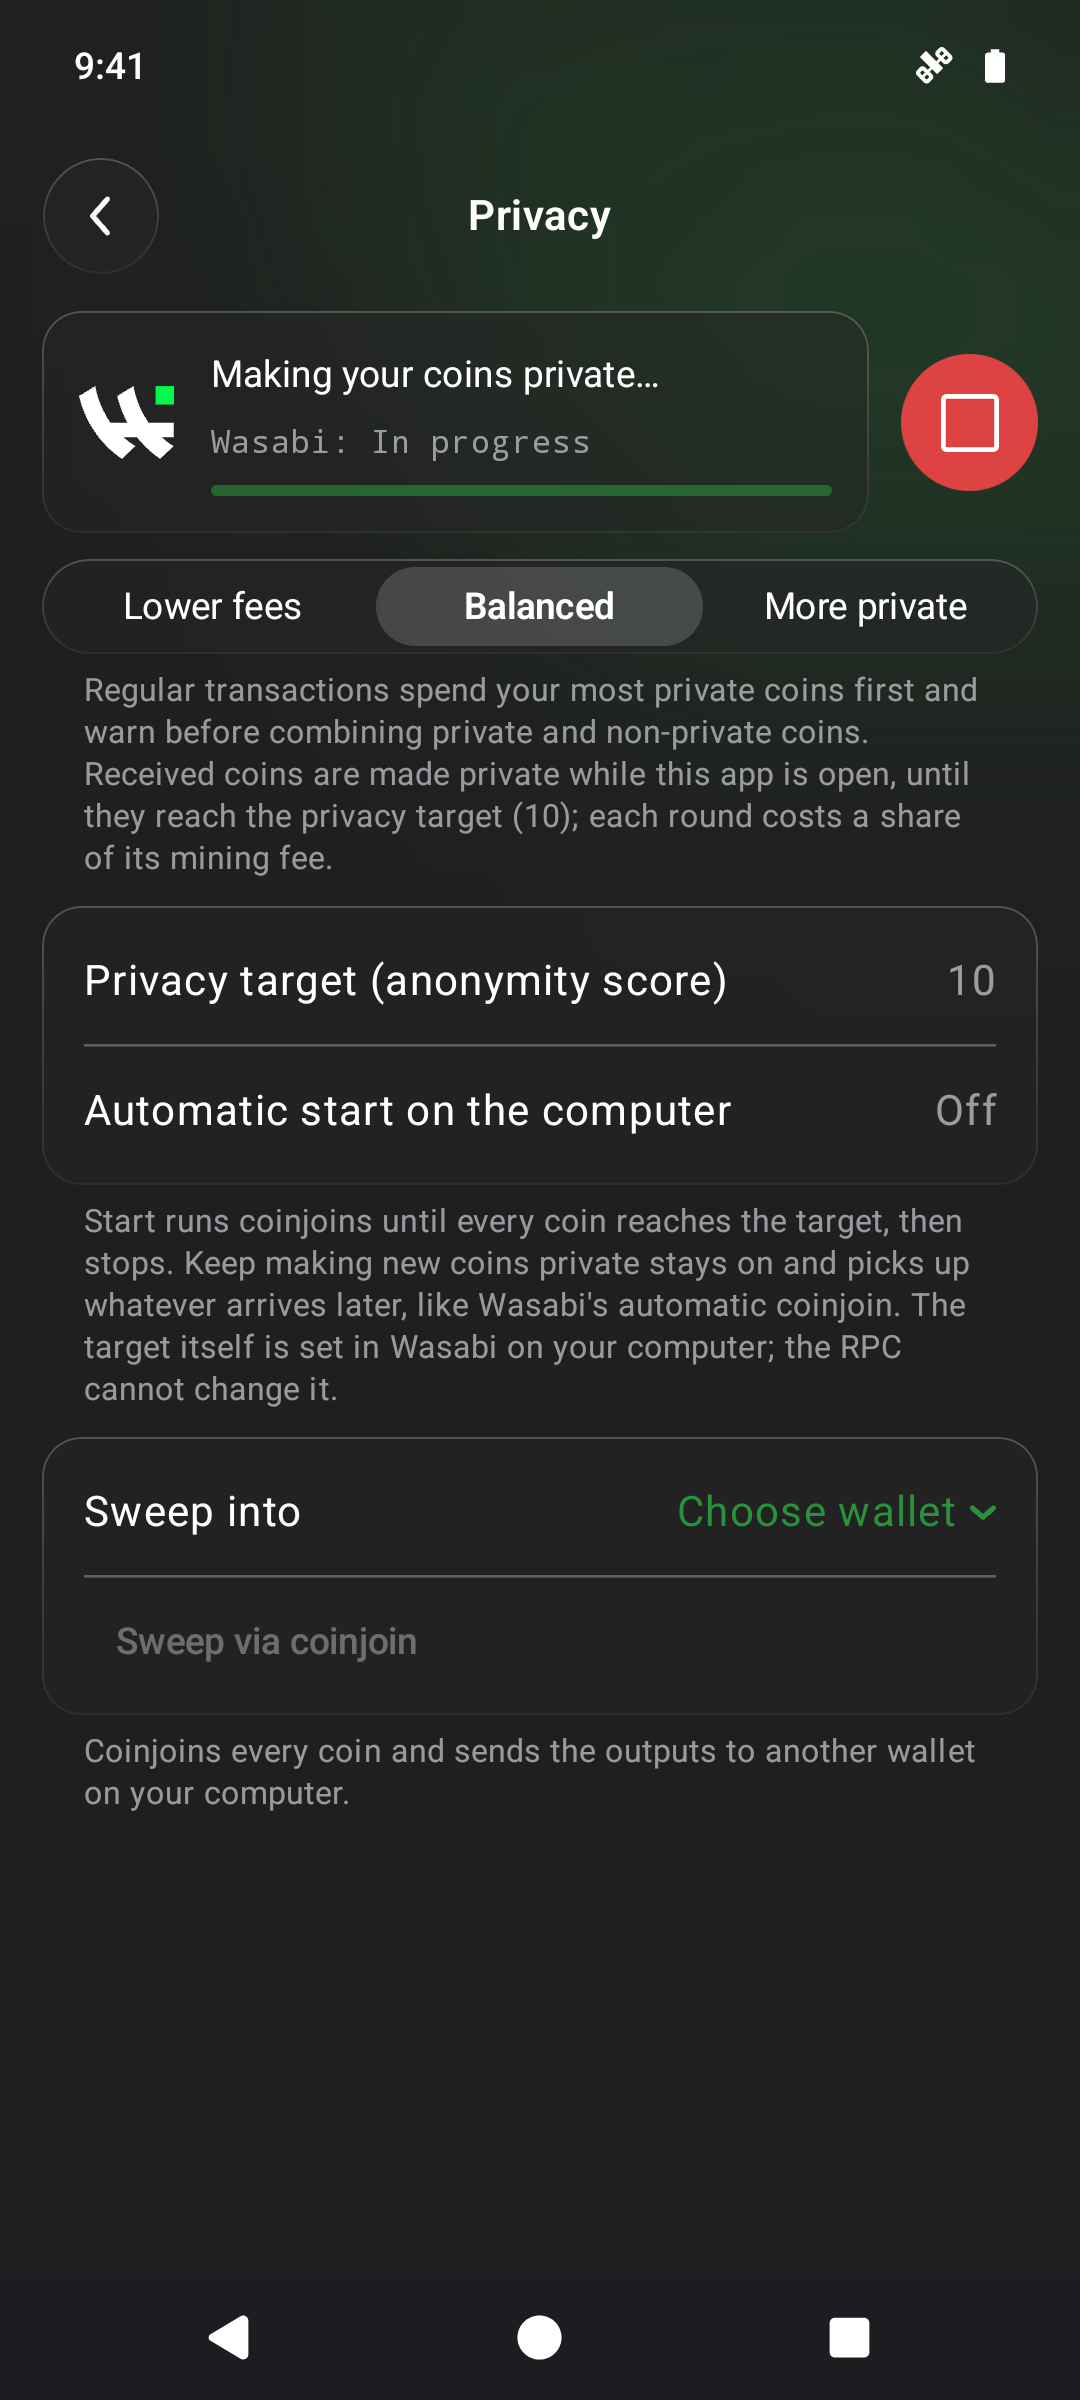 9:41
Privacy
Making your coins private…
Wasabi: In progress
Lower fees
Balanced
More private
Regular transactions spend your most private coins first and
warn before combining private and non-private coins.
Received coins are made private while this app is open, until
they reach the privacy target (10); each round costs a share
of its mining fee.
Privacy target (anonymity score)
10
Automatic start on the computer
Off
Start runs coinjoins until every coin reaches the target, then
stops. Keep making new coins private stays on and picks up
whatever arrives later, like Wasabi's automatic coinjoin. The
target itself is set in Wasabi on your computer; the RPC
cannot change it.
Sweep into
Choose wallet
Sweep via coinjoin
Coinjoins every coin and sends the outputs to another wallet
on your computer.